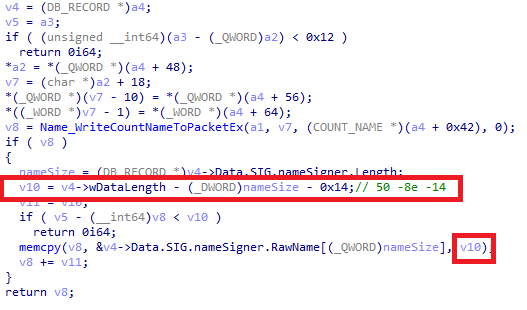 v4 = (DB_RECORD *)a4;
v5 = a3;
if ( (unsigned __int64)(a3 - (_QWORD)a2) < 0x12 )
return 0i64;
*a2 = *(_QWORD *)(a4 + 48);
v7 = (char *)a2 + 18;
*(_QWORD *)(v7 - 10) = *(_QWORD *)(a4 + 56);
*((_WORD *)v7 - 1) = *(_WORD *)(a4 + 64);
v8 = Name_WriteCountNameToPacketEx(a1, v7, (COUNT_NAME *)(a4 + 0x42), 0);
if ( v8 )
{
nameSize = (DB_RECORD *)v4->Data.SIG.nameSigner.Length;
v10 = v4->wDataLength - (_DWORD)nameSize - 0x14;// 50 -8e -14
v11 = v10;
if ( v5 - (__int64)v8 < v10 )
return 0i64;
memcpy(v8, &v4->Data.SIG.nameSigner.RawName[(_QWORD)nameSize], v10);
v8 += v11;
}
return v8;